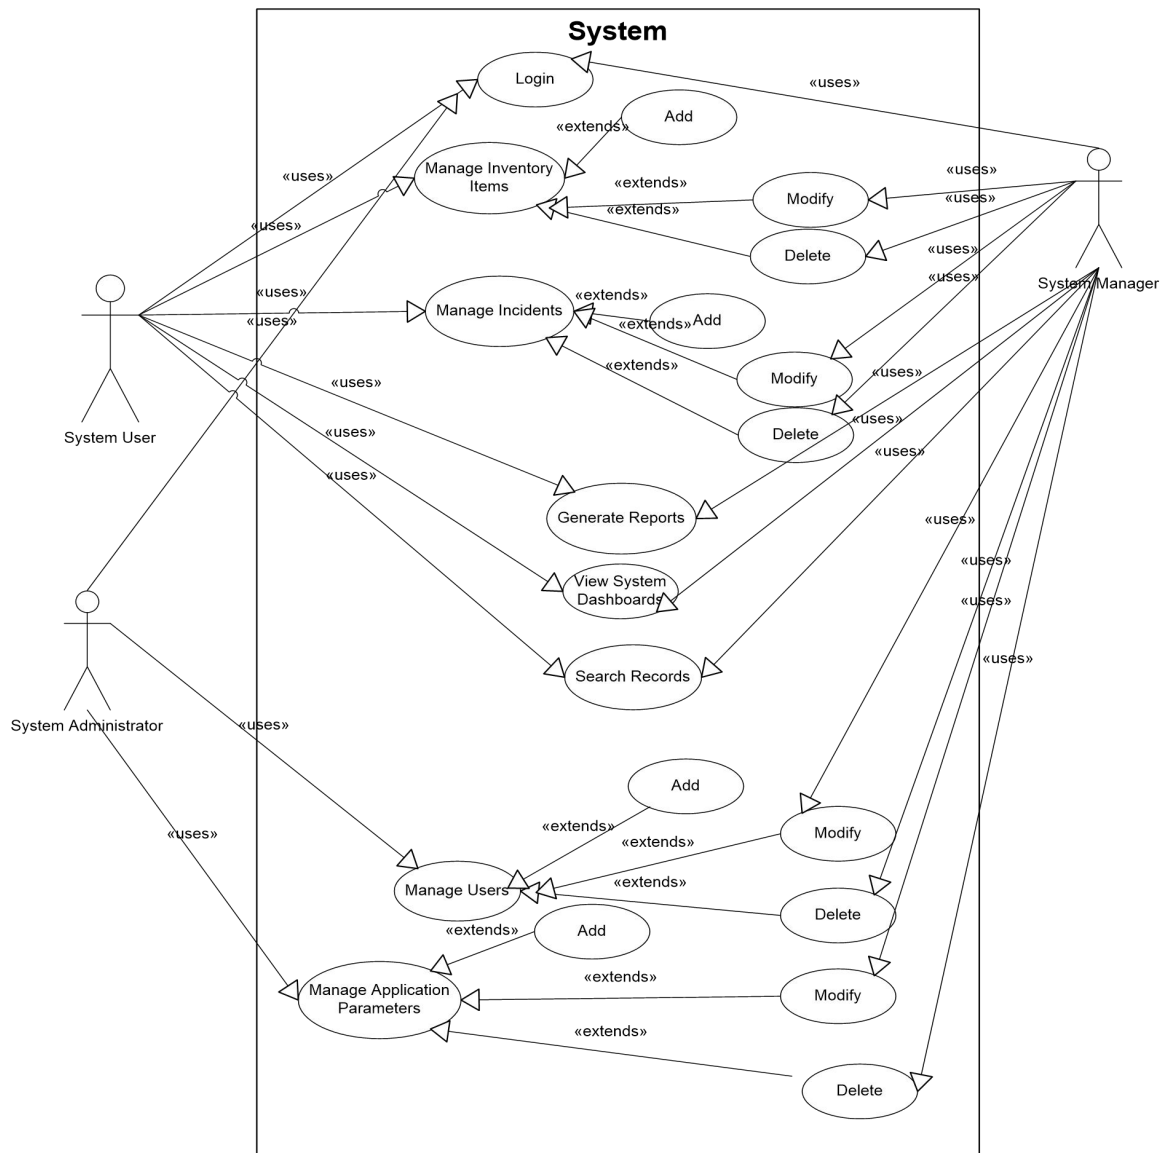 System
Login
«uses»
Add
«extends»
Manage Inventory
Items
«uses»
«extends»
Modify
«uses»
«uses»
«extends»
«uses»
Delete
«uses»
«uses»
System Manager
«uses»
«extends»
Manage Incidents
«uses»
Add
«extends»
«extends»
«uses»
Modify
«uses»
«uses»
Delete
System User
«uses»
«uses»
«uses»
Generate Reports
«uses»
«uses»
View System
Dashboards
«uses»
«uses»
Search Records
System Administrator
«uses»
Add
«extends»
«uses»
Modify
«extends»
«extends»
Manage Users
Delete
«extends»
Add
«extends»
Manage Application
Parameters
Modify
«extends»
Delete